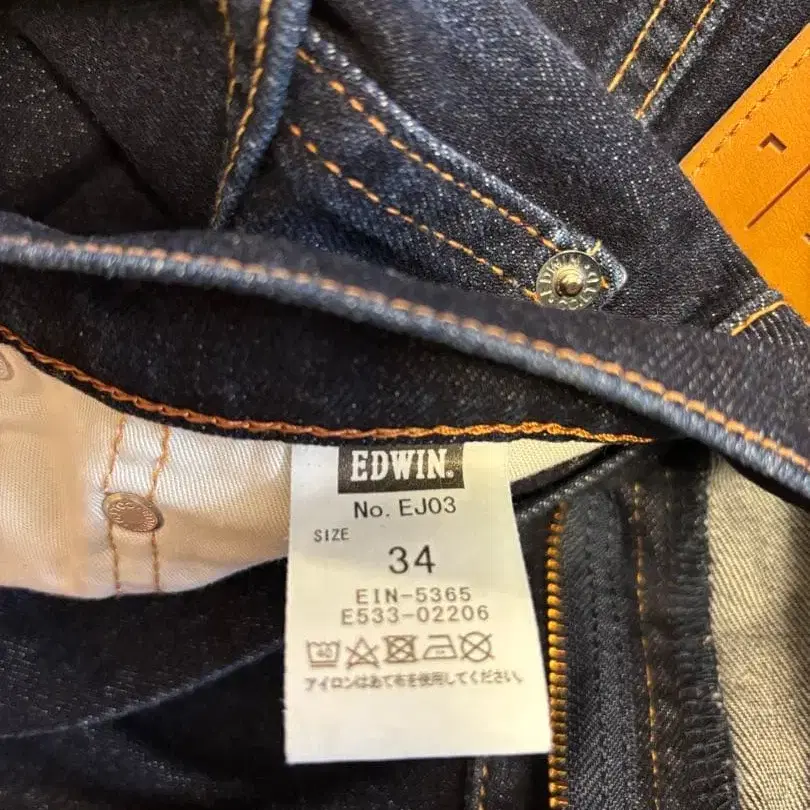 EDWIN.
No. EJ03
SIZE
34
EIN-5365
E533-02206
40
アイロンはあて布を使用してください。